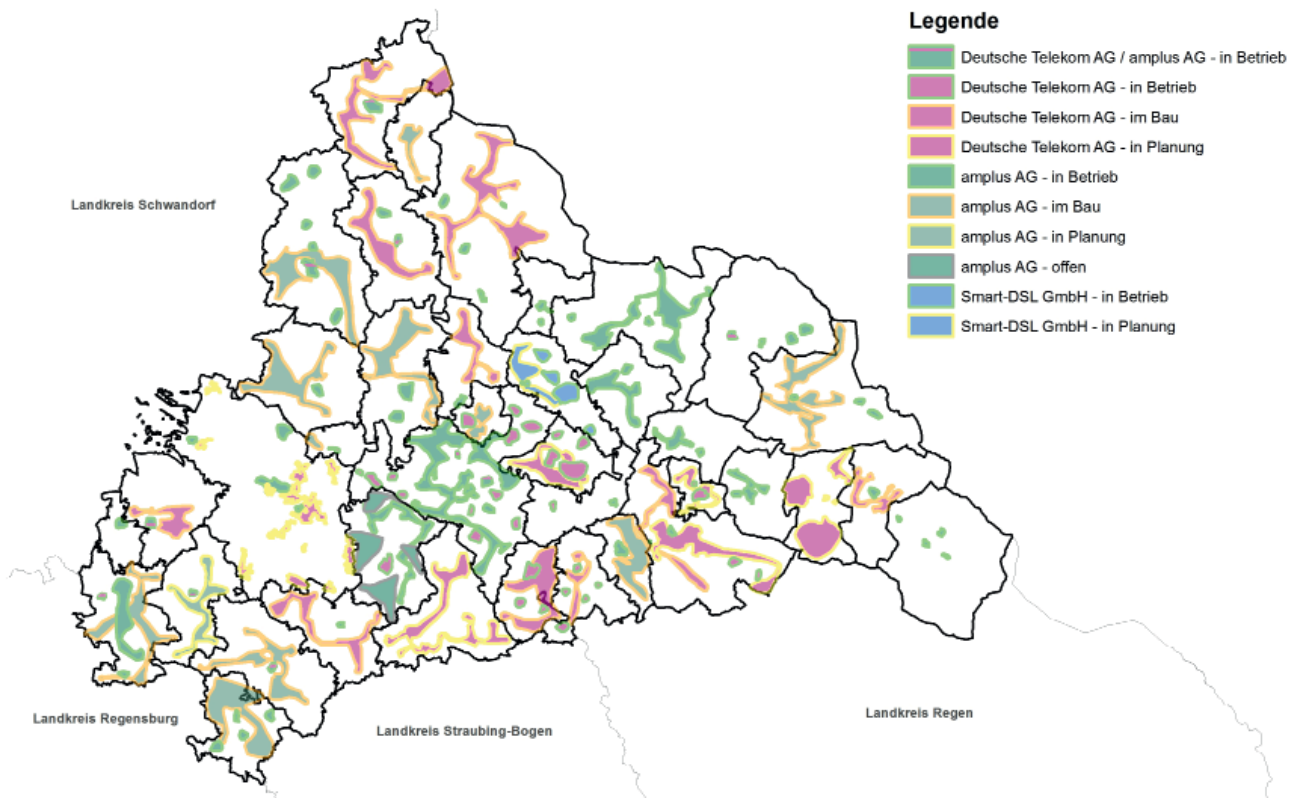 Legende
Deutsche Telekom AG / amplus AG - in Betrieb
Deutsche Telekom AG - in Betrieb
Deutsche Telekom AG - im Bau
Deutsche Telekom AG - in Planung
amplus AG - in Betrieb
amplus AG - im Bau
amplus AG - in Planung
amplus AG - offen
Smart-DSL GmbH - in Betrieb
Smart-DSL GmbH - in Planung
Landkreis Schwandorf
Landkreis Regensburg
Landkreis Straubing-Bogen
Landkreis Regen